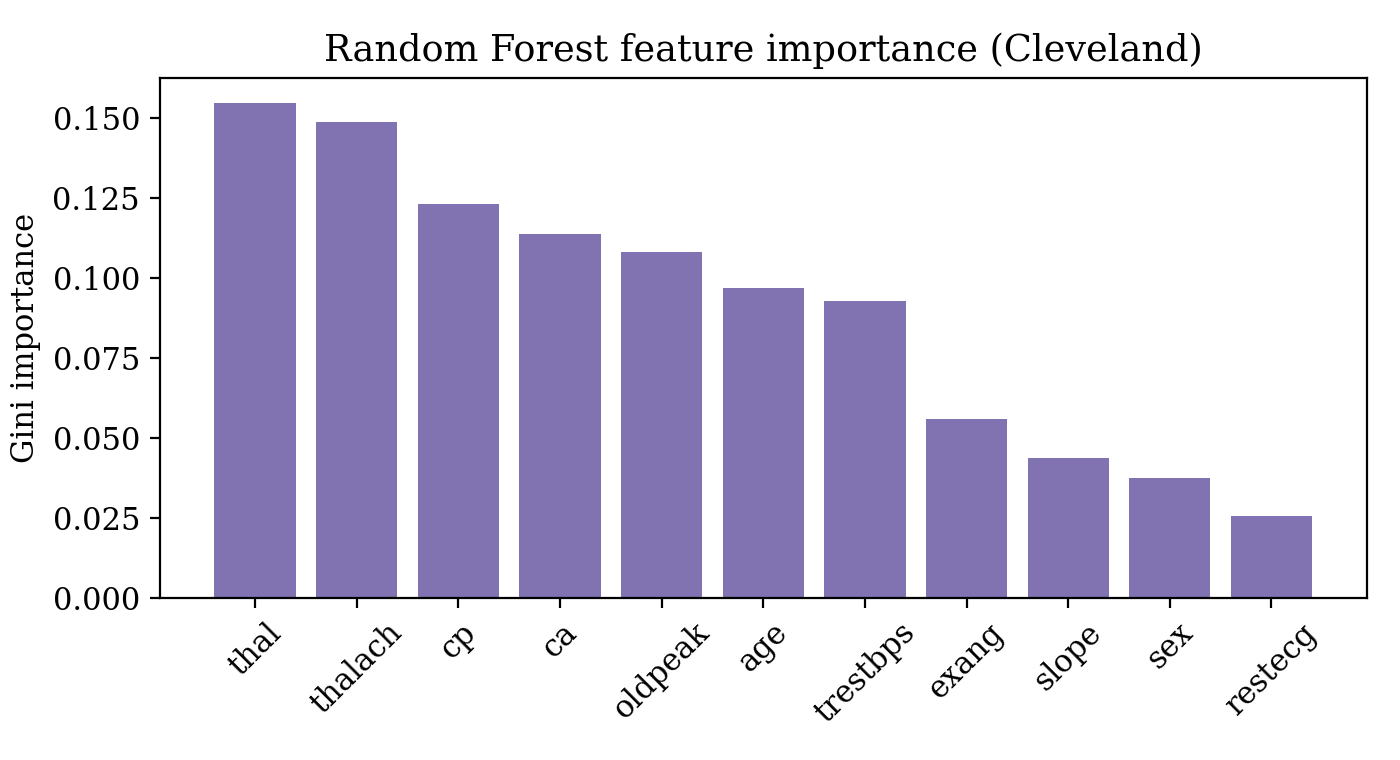 Random Forest feature importance (Cleveland)
Gini importance
0.150
0.125
0.100
0.075
0.050
0.025
0.000
thal
thalach
cp
ca
oldpeak
age
trestbps
exang
slope
sex
restecg